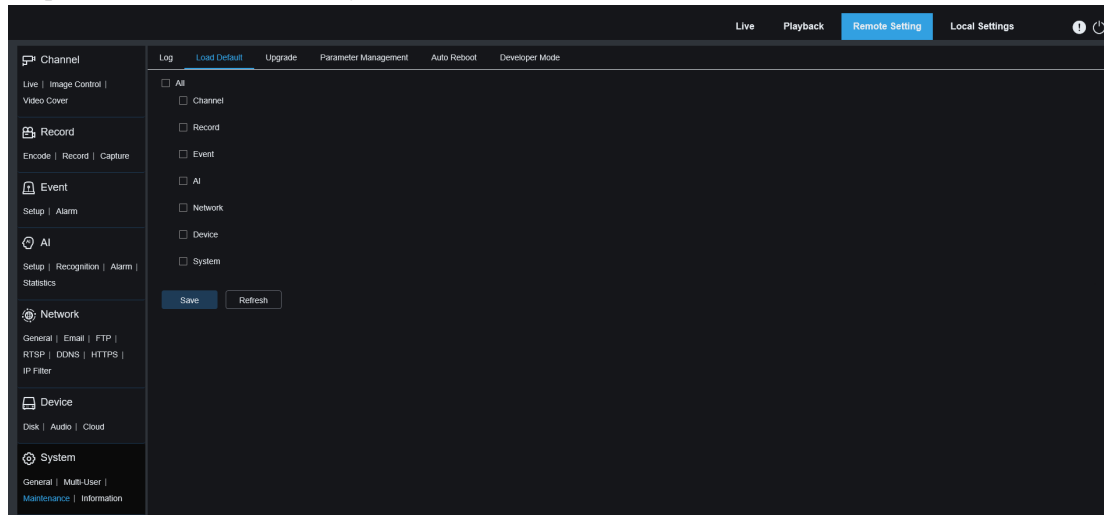 Live Playback Remote Setting Local Settings
Channel
Live | Image Control |
Video Cover
Record
Encode | Record | Capture
Event
Setup | Alarm
AI
Setup | Recognition | Alarm |
Statistics
Network
General | Email | FTP |
RTSP | DDNS | HTTPS |
IP Filter
Device
Disk | Audio | Cloud
System
General | Multi-User |
Maintenance | Information
Log Load Default Upgrade Parameter Management Auto Reboot Developer Mode
All
Channel
Record
Event
AI
Network
Device
System
Save Refresh